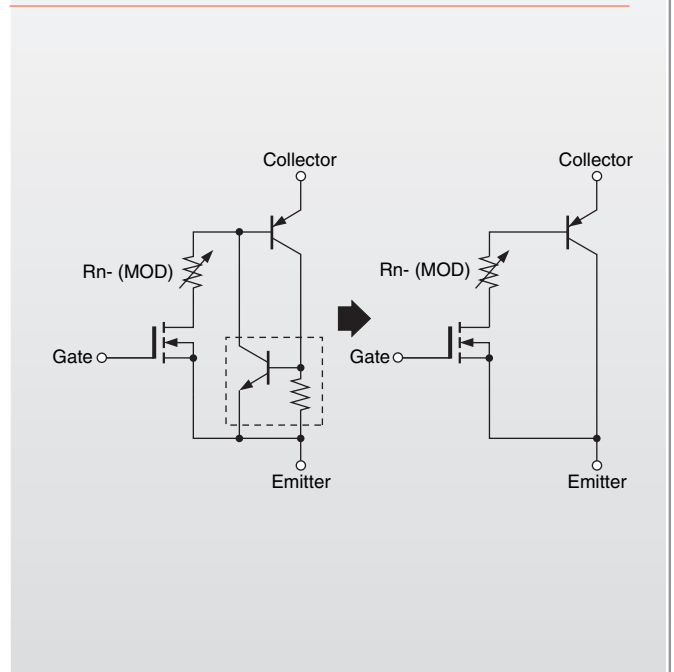 Collector
Collector
Rn- (MOD)
Rn- (MOD)
Gate
Gate
Emitter
Emitter